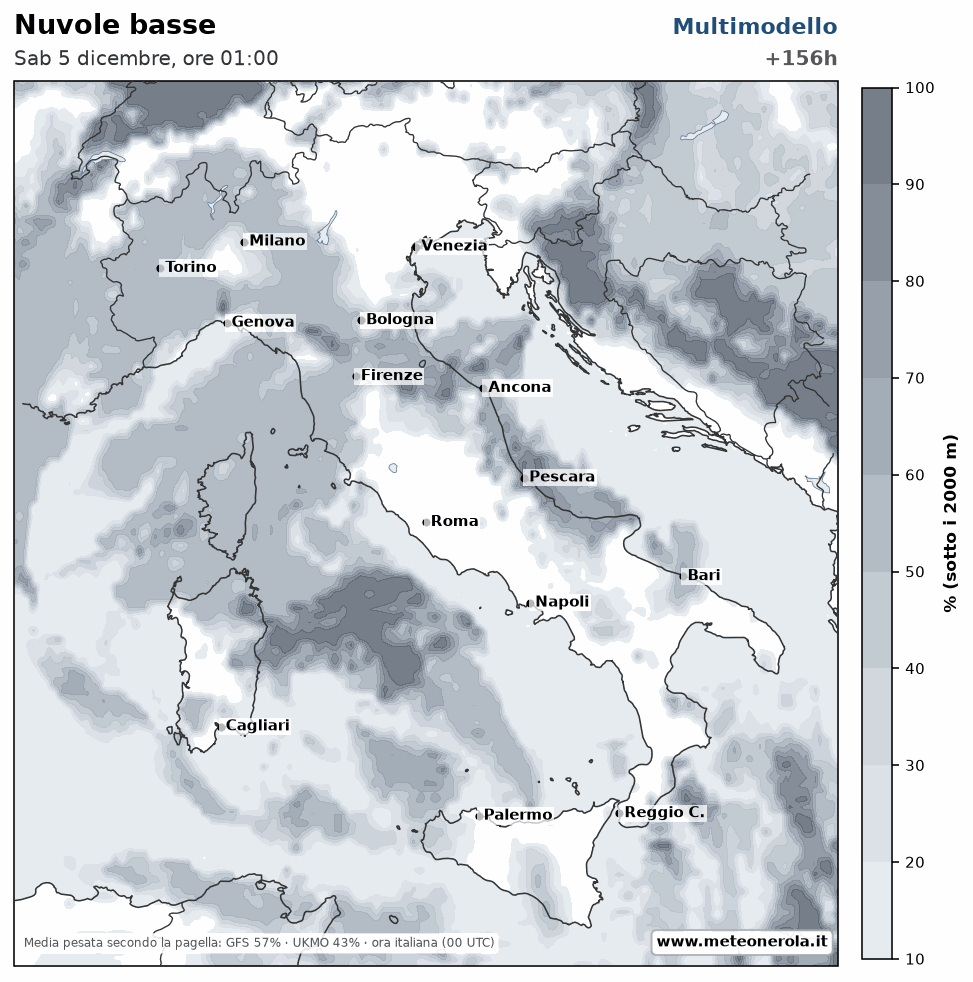 Nuvole basse
Multimodello
Sab 5 dicembre, ore 01:00
+156h
100
90
80
70
60
50
40
30
20
10
% (sotto i 2000 m)
Milano
Venezia
Torino
Genova
Bologna
Firenze
Ancona
Pescara
Roma
Bari
Napoli
Cagliari
Palermo
Reggio C.
Media pesata secondo la pagella: GFS 57% · UKMO 43% · ora italiana (00 UTC)
www.meteonerola.it